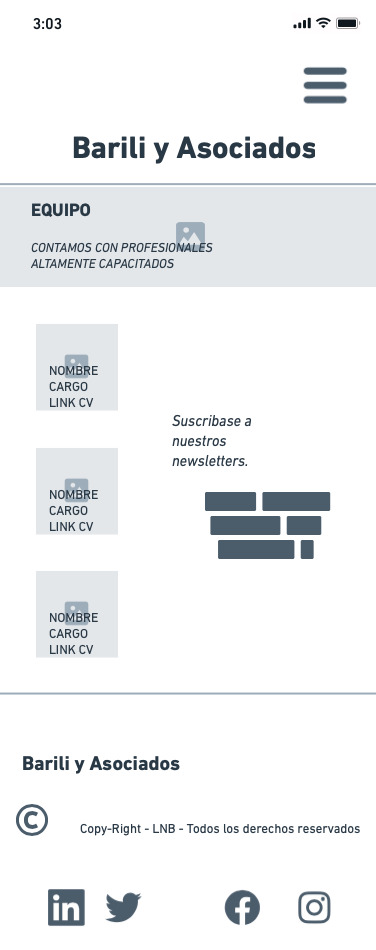 3:03
Barili y Asociados
EQUIPO
CONTAMOS CON PROFESIONALES
ALTAMENTE CAPACITADOS
NOMBRE
CARGO
LINK CV
Suscribase a
nuestros
newsletters.
NOMBRE
CARGO
LINK CV
NOMBRE
CARGO
LINK CV
Barili y Asociados
©
Copy-Right - LNB - Todos los derechos reservados
in